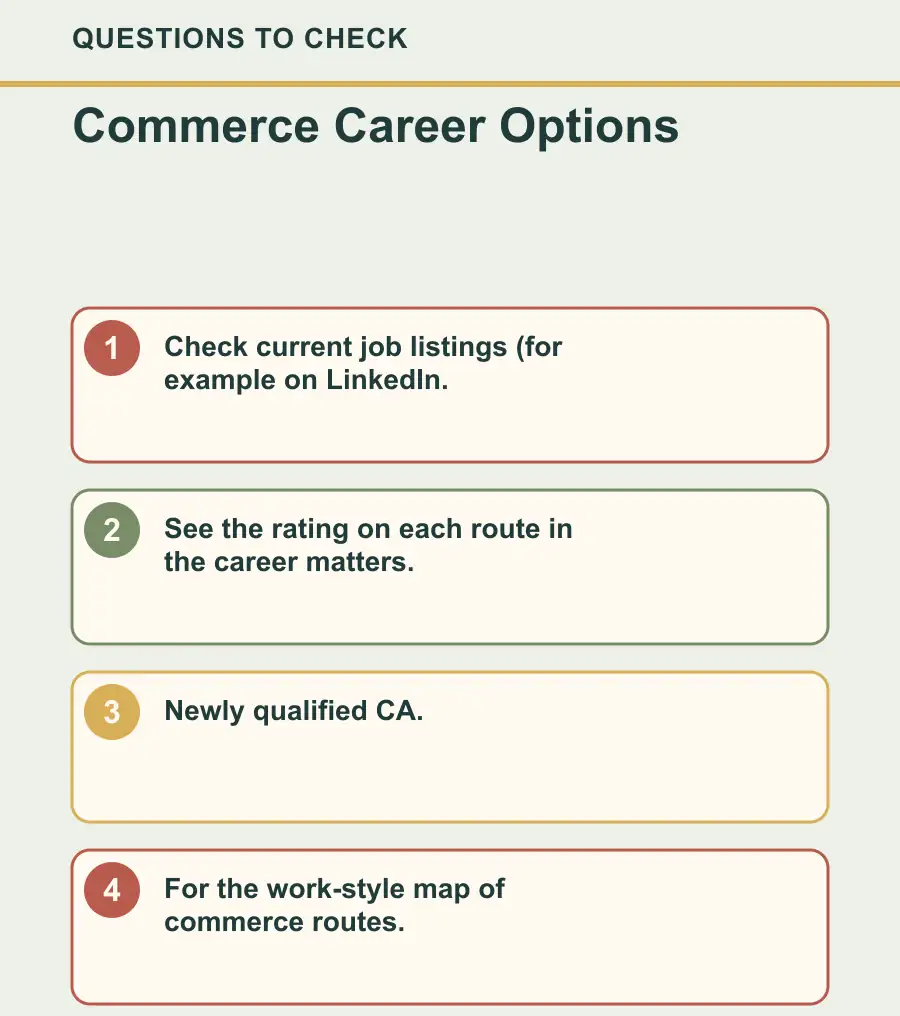 QUESTIONS TO CHECK
Commerce Career Options
1
Check current job listings (for
example on LinkedIn.
2
See the rating on each route in
the career matters.
3
Newly qualified CA.
4
For the work-style map of
commerce routes.